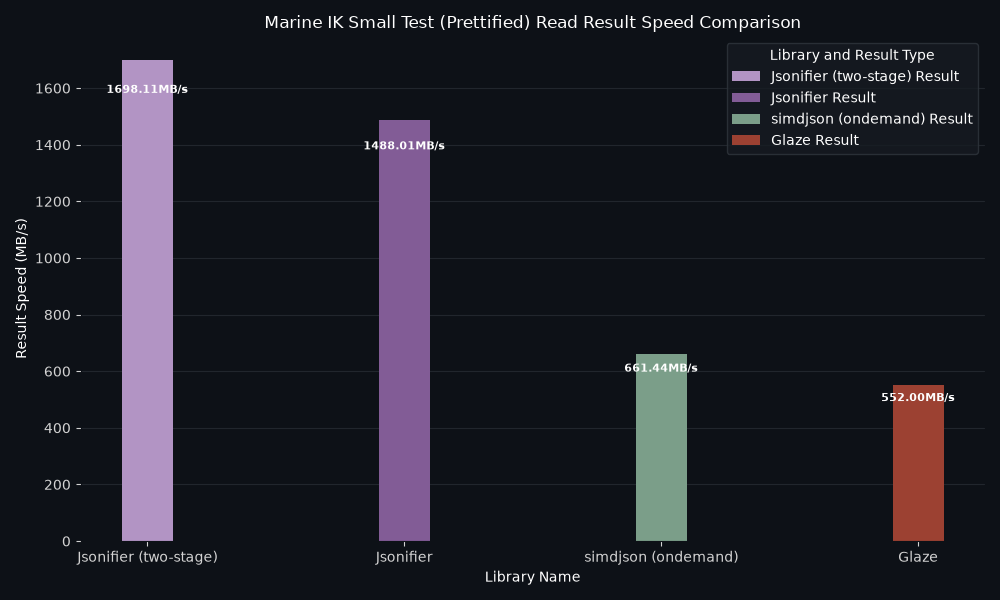 Marine IK Small Test (Prettified) Read Result Speed Comparison
Library and Result Type
Jsonifier (two-stage) Result
Jsonifier Result
simdjson (ondemand) Result
Glaze Result
Result Speed (MB/s)
1600
1400
1200
1000
800
600
400
200
0
1698.11MB/s
1488.01MB/s
661.44MB/s
552.00MB/s
Jsonifier (two-stage)
Jsonifier
simdjson (ondemand)
Glaze
Library Name